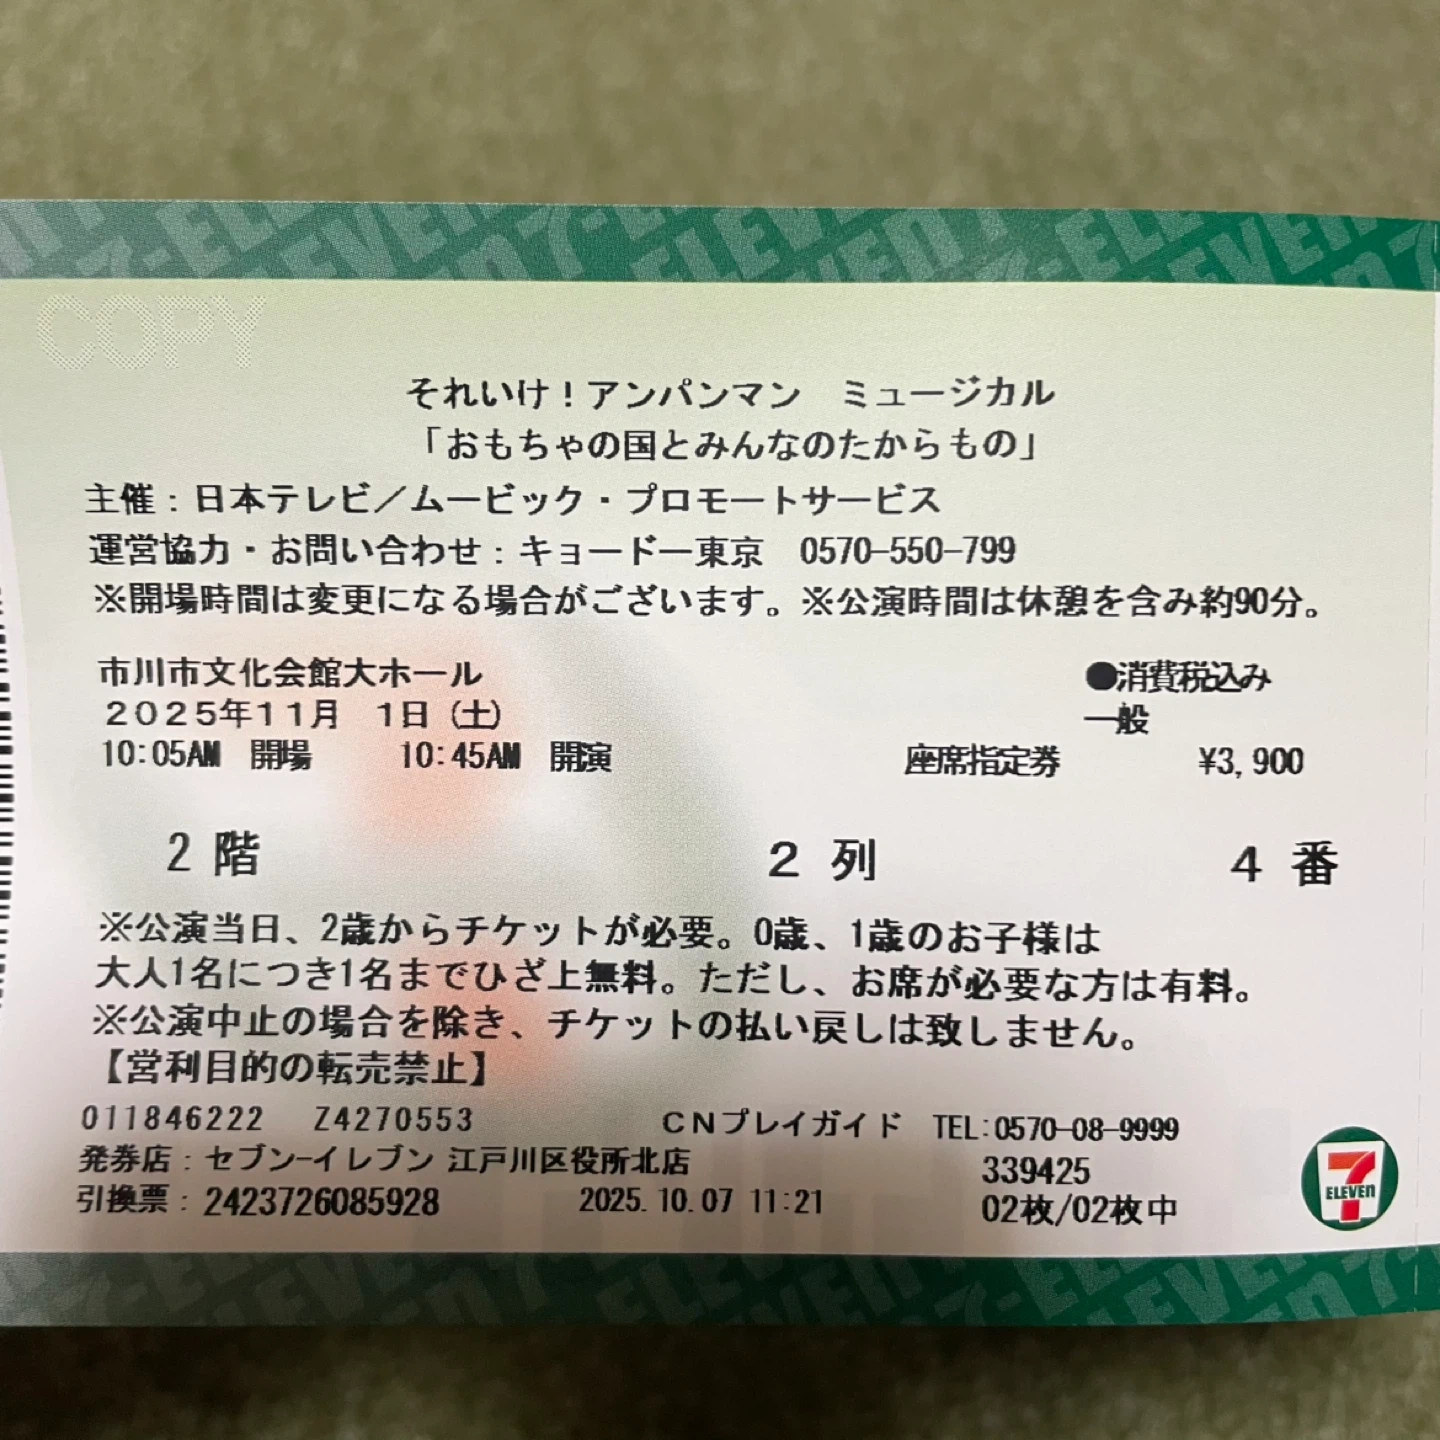 COPY
それいけ！アンパンマン　ミュージカル
「おもちゃの国とみんなのたからもの」
主催：日本テレビ／ムービック・プロモートサービス
運営協力・お問い合わせ：キョードー東京　0570-550-799
※開場時間は変更になる場合がございます。※公演時間は休憩を含み約90分。
市川市文化会館大ホール
●消費税込み
２０２５年１１月　１日（土）
一般
10:05AM　開場　10:45AM　開演
座席指定券　¥3,900
２ 階　２ 列　４ 番
※公演当日、2歳からチケットが必要。0歳、1歳のお子様は
大人1名につき1名までひざ上無料。ただし、お席が必要な方は有料。
※公演中止の場合を除き、チケットの払い戻しは致しません。
【営利目的の転売禁止】
011846222　Z4270553　ＣＮプレイガイド　TEL:0570-08-9999
発券店：セブン-イレブン 江戸川区役所北店　339425
引換票：2423726085928　2025.10.07 11:21　02枚/02枚中
7 ELEVEN